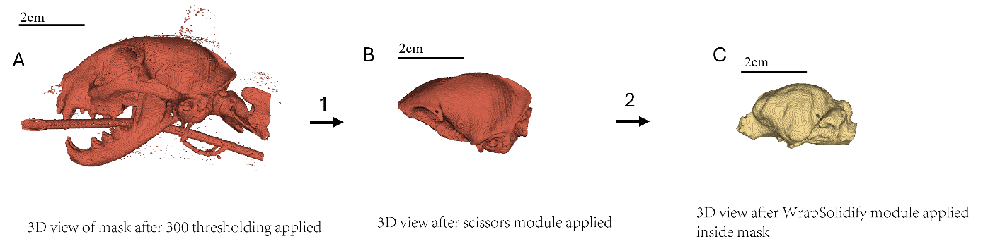 2cm
A
3D view of mask after 300 thresholding applied
1
B
2cm
3D view after scissors module applied
2
C
2cm
3D view after WrapSolidify module applied
inside mask